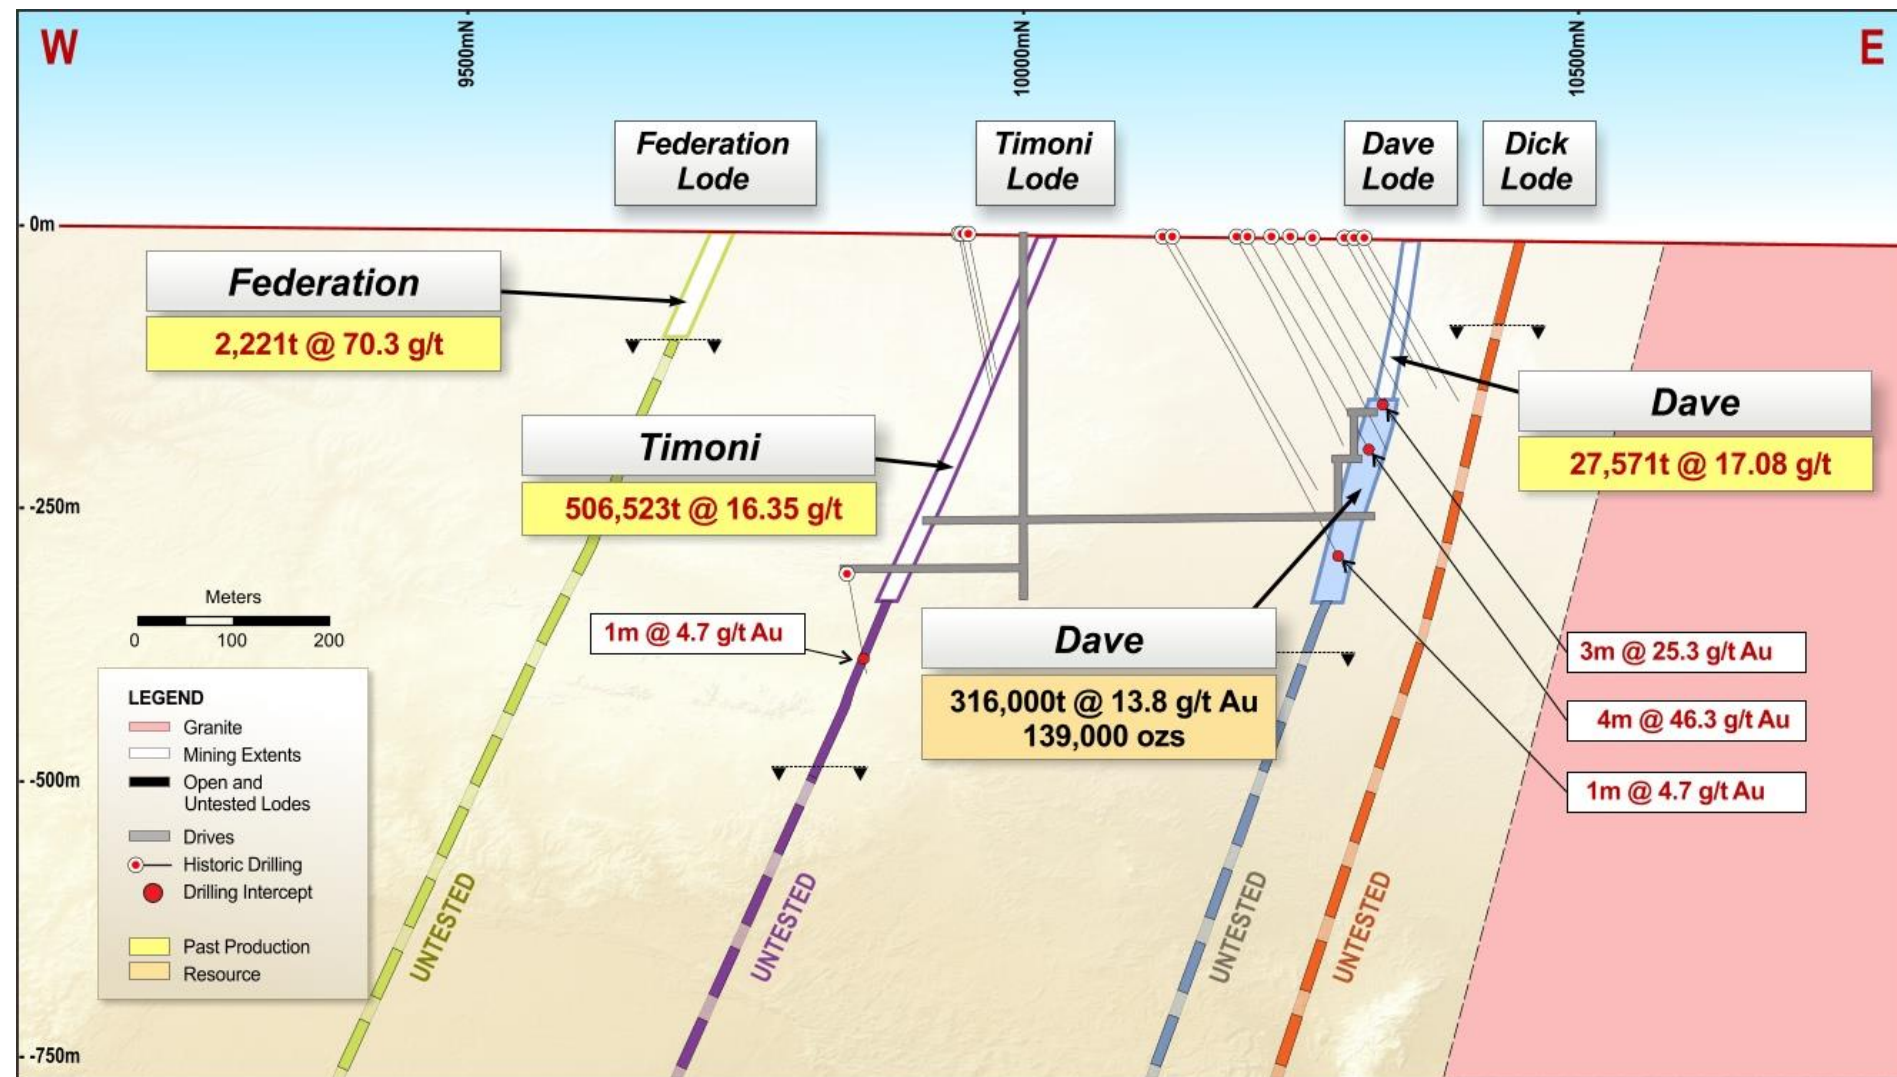 W
9500mN
10000mN
10500mN
E
Federation
Lode
Timoni
Lode
Dave
Lode
Dick
Lode
0m
Federation
2,221t @ 70.3 g/t
Timoni
506,523t @ 16.35 g/t
Dave
27,571t @ 17.08 g/t
-250m
Meters
0 100 200
1m @ 4.7 g/t Au
Dave
316,000t @ 13.8 g/t Au
139,000 ozs
3m @ 25.3 g/t Au
4m @ 46.3 g/t Au
1m @ 4.7 g/t Au
LEGEND
Granite
Mining Extents
Open and
Untested Lodes
Drives
Historic Drilling
Drilling Intercept
Past Production
Resource
-500m
UNTESTED
UNTESTED
UNTESTED
UNTESTED
-750m